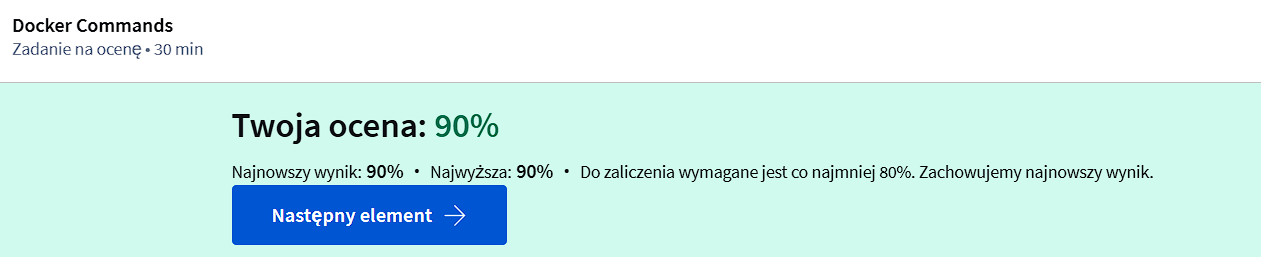 Docker Commands
Zadanie na ocenę • 30 min
Twoja ocena: 90%
Najnowszy wynik: 90% • Najwyższa: 90% • Do zaliczenia wymagane jest co najmniej 80%. Zachowujemy najnowszy wynik.
Następny element →